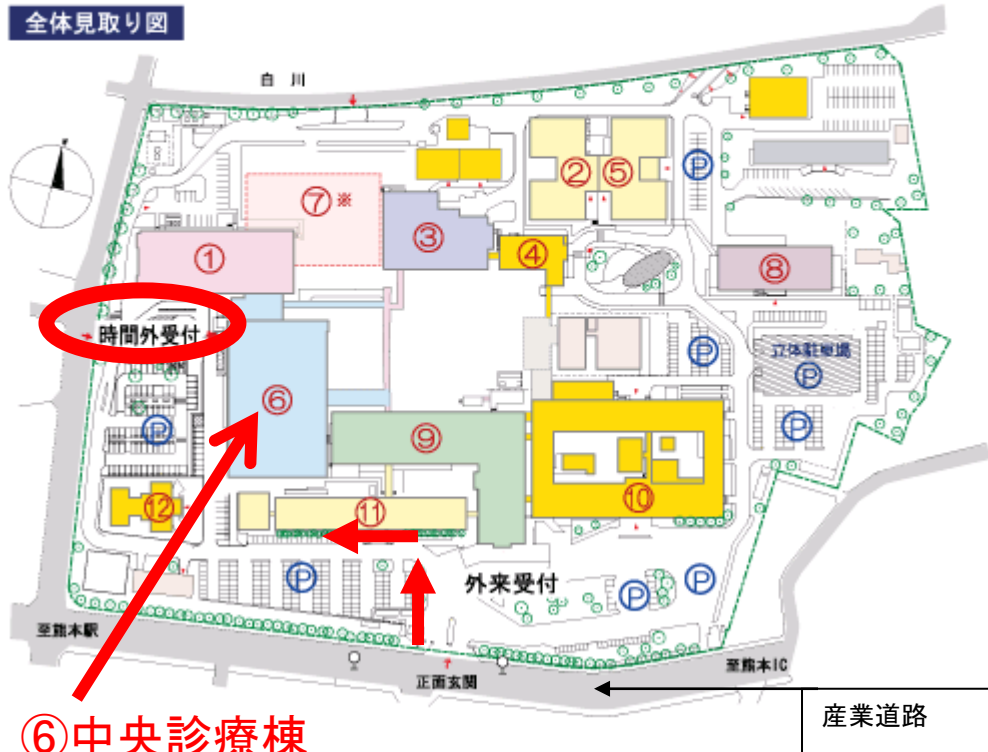 全体見取り図
白川
②
⑤
Ⓟ
⑦※
③
④
①
⑧
時間外受付
立体駐車場
Ⓟ
Ⓟ
⑥
Ⓟ
⑨
Ⓟ
⑩
⑫
⑪
Ⓟ
外来受付
Ⓟ
Ⓟ
至熊本駅
正面玄関
至熊本IC
産業道路
⑥中央診療棟